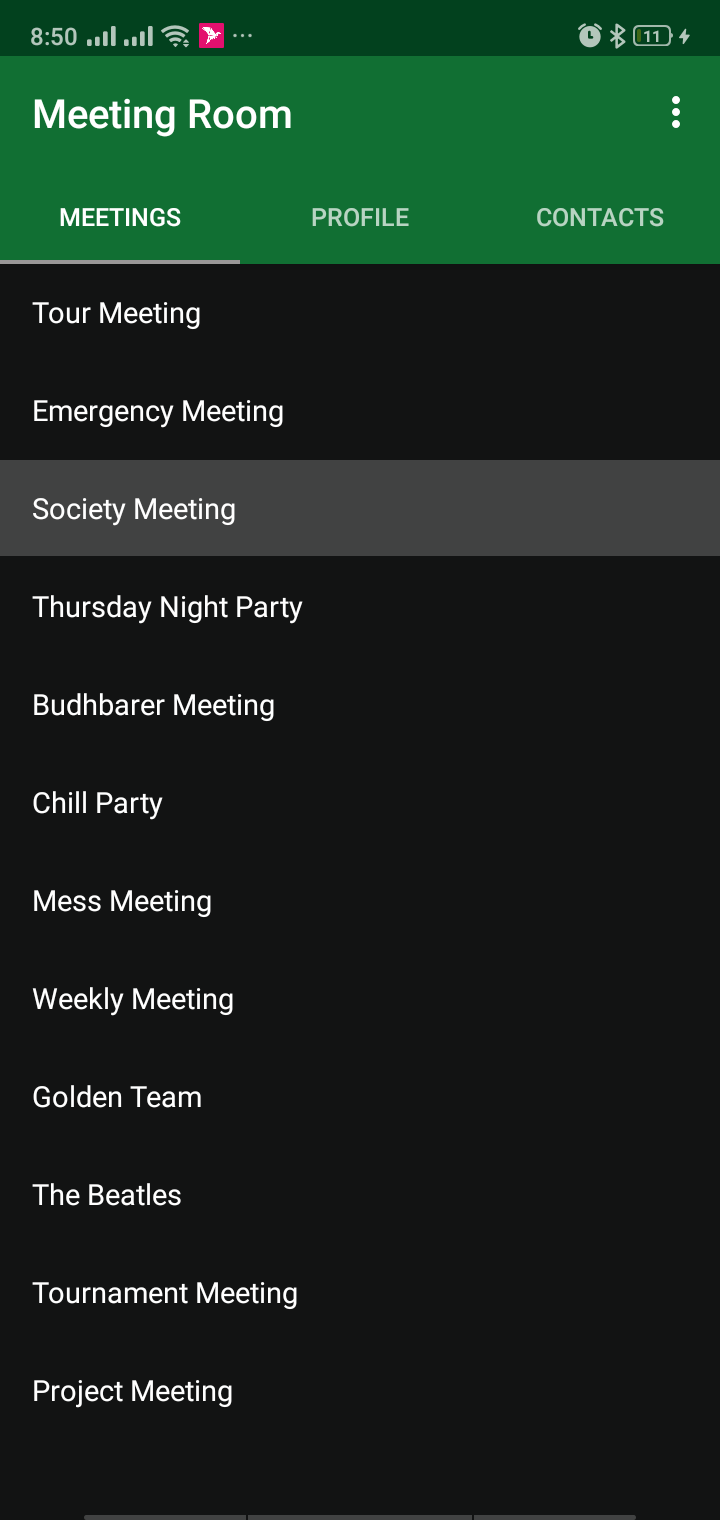 8:50 11
Meeting Room
MEETINGS PROFILE CONTACTS
Tour Meeting
Emergency Meeting
Society Meeting
Thursday Night Party
Budhbarer Meeting
Chill Party
Mess Meeting
Weekly Meeting
Golden Team
The Beatles
Tournament Meeting
Project Meeting